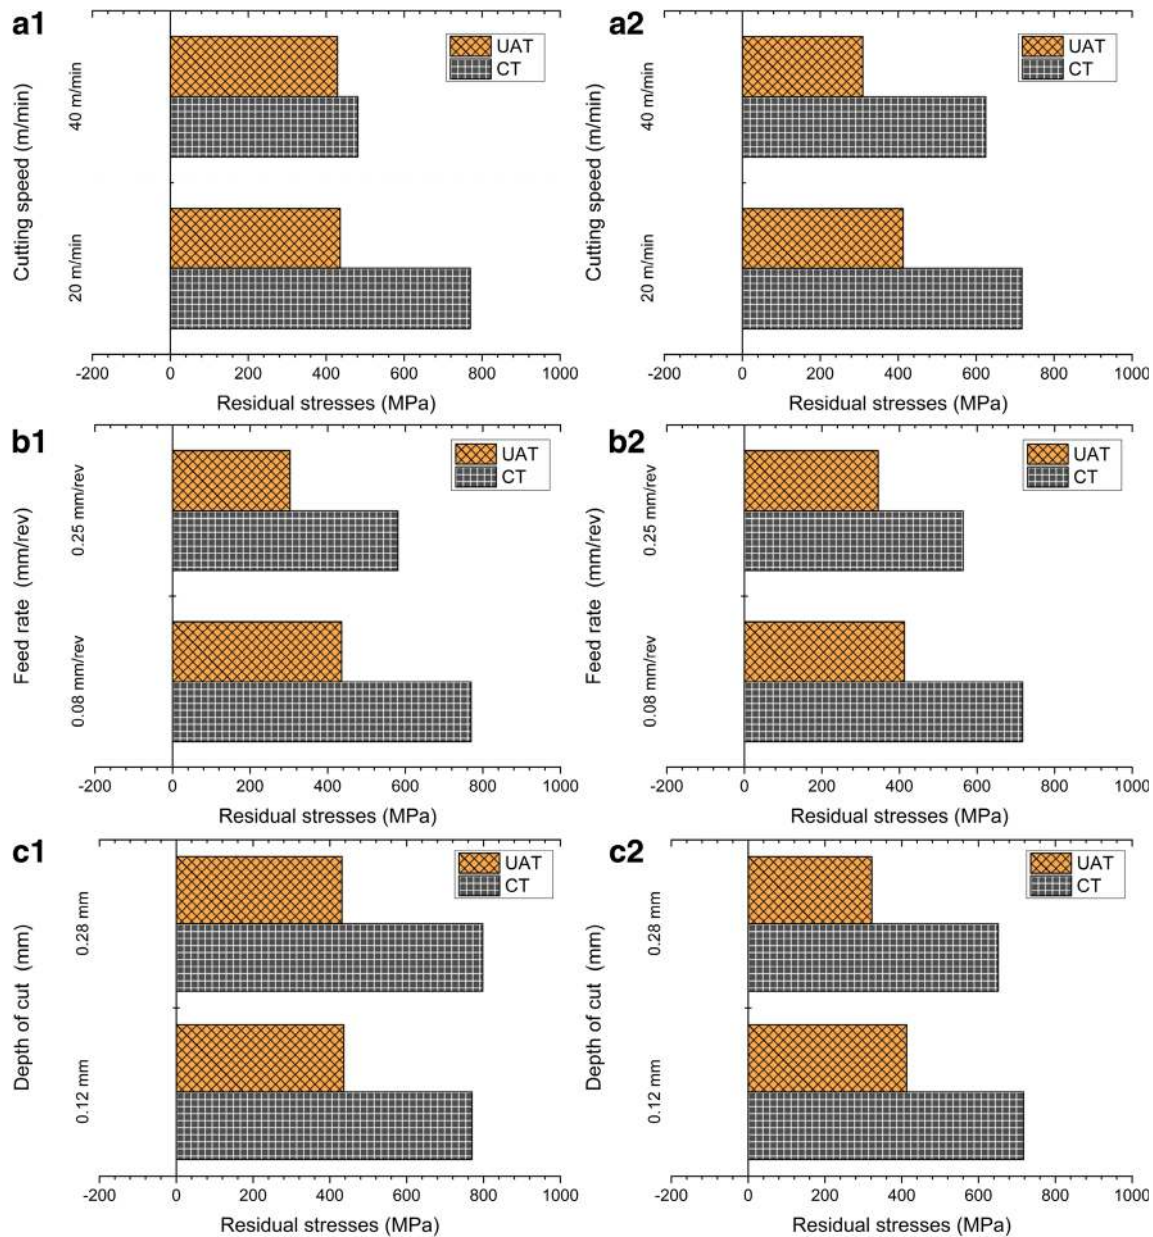 a1
UAT
CT
Cutting speed (m/min)
40 m/min
20 m/min
-200 0 200 400 600 800 1000
Residual stresses (MPa)
a2
UAT
CT
Cutting speed (m/min)
40 m/min
20 m/min
-200 0 200 400 600 800 1000
Residual stresses (MPa)
b1
UAT
CT
Feed rate (mm/rev)
0.25 mm/rev
0.08 mm/rev
-200 0 200 400 600 800 1000
Residual stresses (MPa)
b2
UAT
CT
Feed rate (mm/rev)
0.25 mm/rev
0.08 mm/rev
-200 0 200 400 600 800 1000
Residual stresses (MPa)
c1
UAT
CT
Depth of cut (mm)
0.28 mm
0.12 mm
-200 0 200 400 600 800 1000
Residual stresses (MPa)
c2
UAT
CT
Depth of cut (mm)
0.28 mm
0.12 mm
-200 0 200 400 600 800 1000
Residual stresses (MPa)